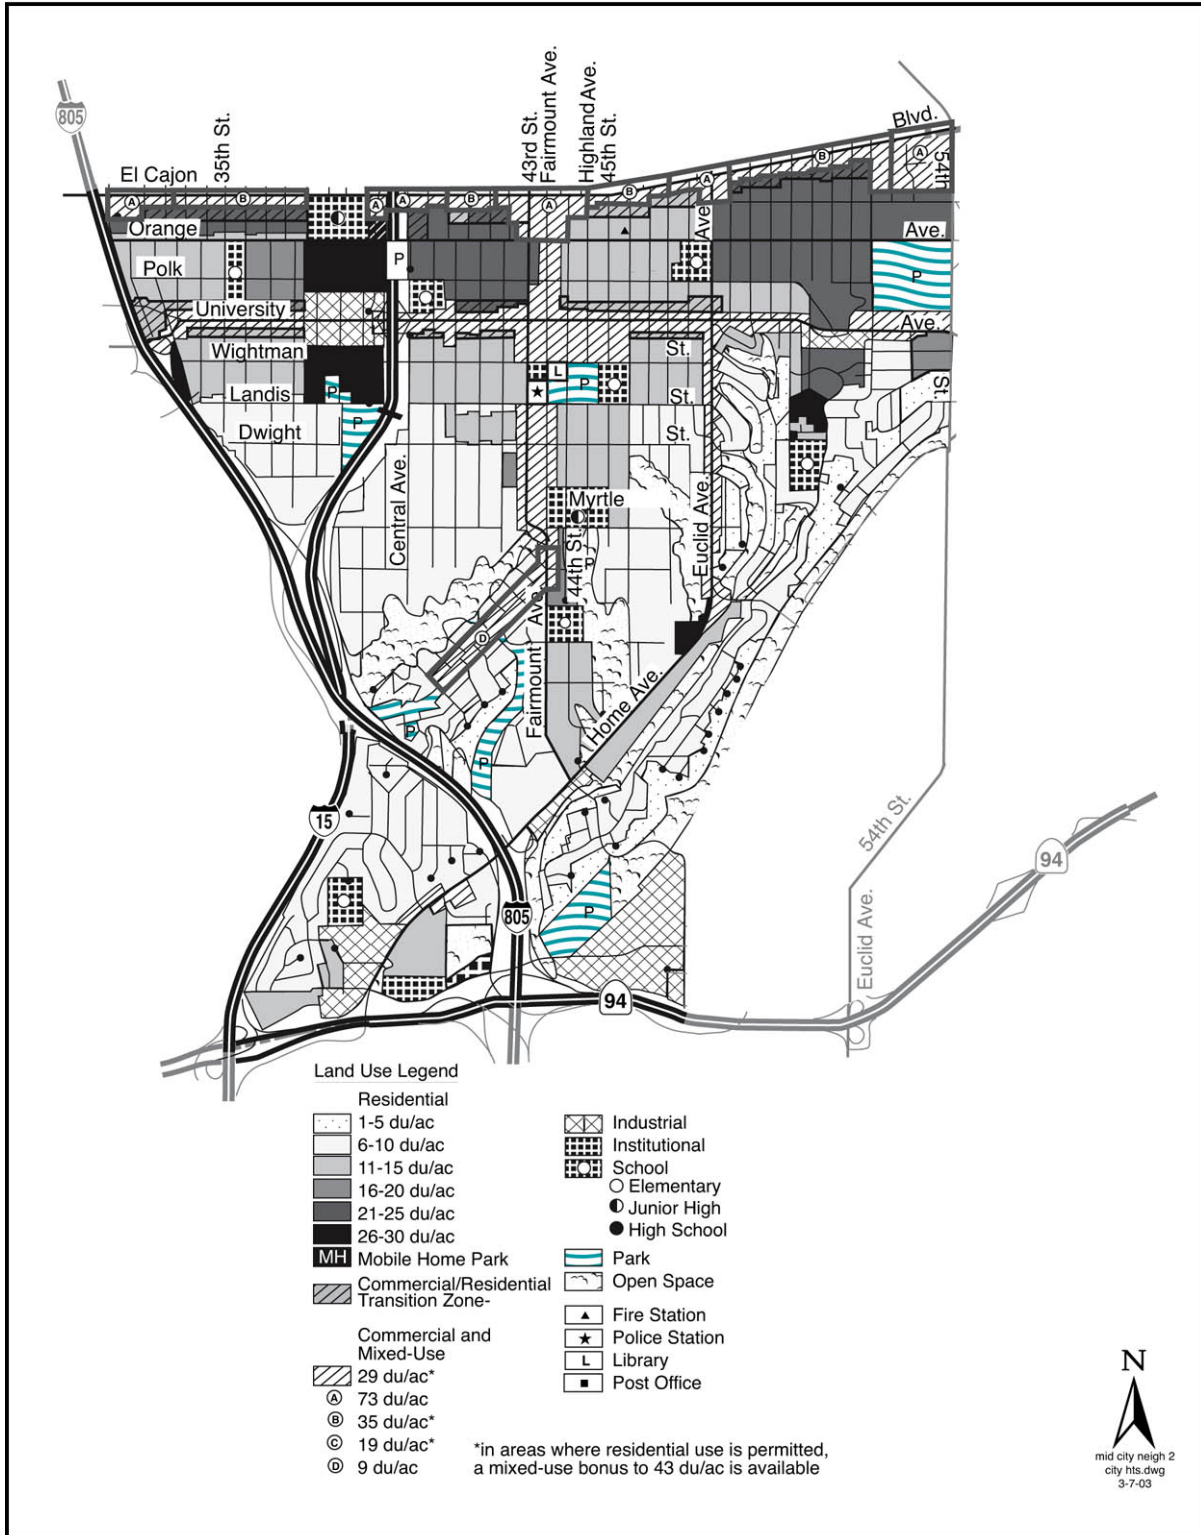 805
35th St.
43rd St.
Fairmount Ave.
Highland Ave.
45th St.
Blvd.
El Cajon
A
B
A
A
B
A
B
A
B
A
54th
Orange
Ave.
Ave.
Polk
P
P
University
Ave.
Wightman
St.
L
P
Landis
P
St.
St.
Dwight
P
St.
Central Ave.
Myrtle
Euclid Ave.
44th St.
P
Ave.
D
Fairmount
Home Ave.
P
P
15
54th St.
94
P
805
Euclid Ave.
94
Land Use Legend
Residential
1-5 du/ac
6-10 du/ac
11-15 du/ac
16-20 du/ac
21-25 du/ac
26-30 du/ac
MH Mobile Home Park
Commercial/Residential
Transition Zone-
Commercial and
Mixed-Use
29 du/ac*
A 73 du/ac
B 35 du/ac*
C 19 du/ac*
D 9 du/ac
Industrial
Institutional
School
Elementary
Junior High
High School
Park
Open Space
Fire Station
Police Station
L Library
Post Office
*in areas where residential use is permitted,
a mixed-use bonus to 43 du/ac is available
N
mid city neigh 2
city hts.dwg
3-7-03